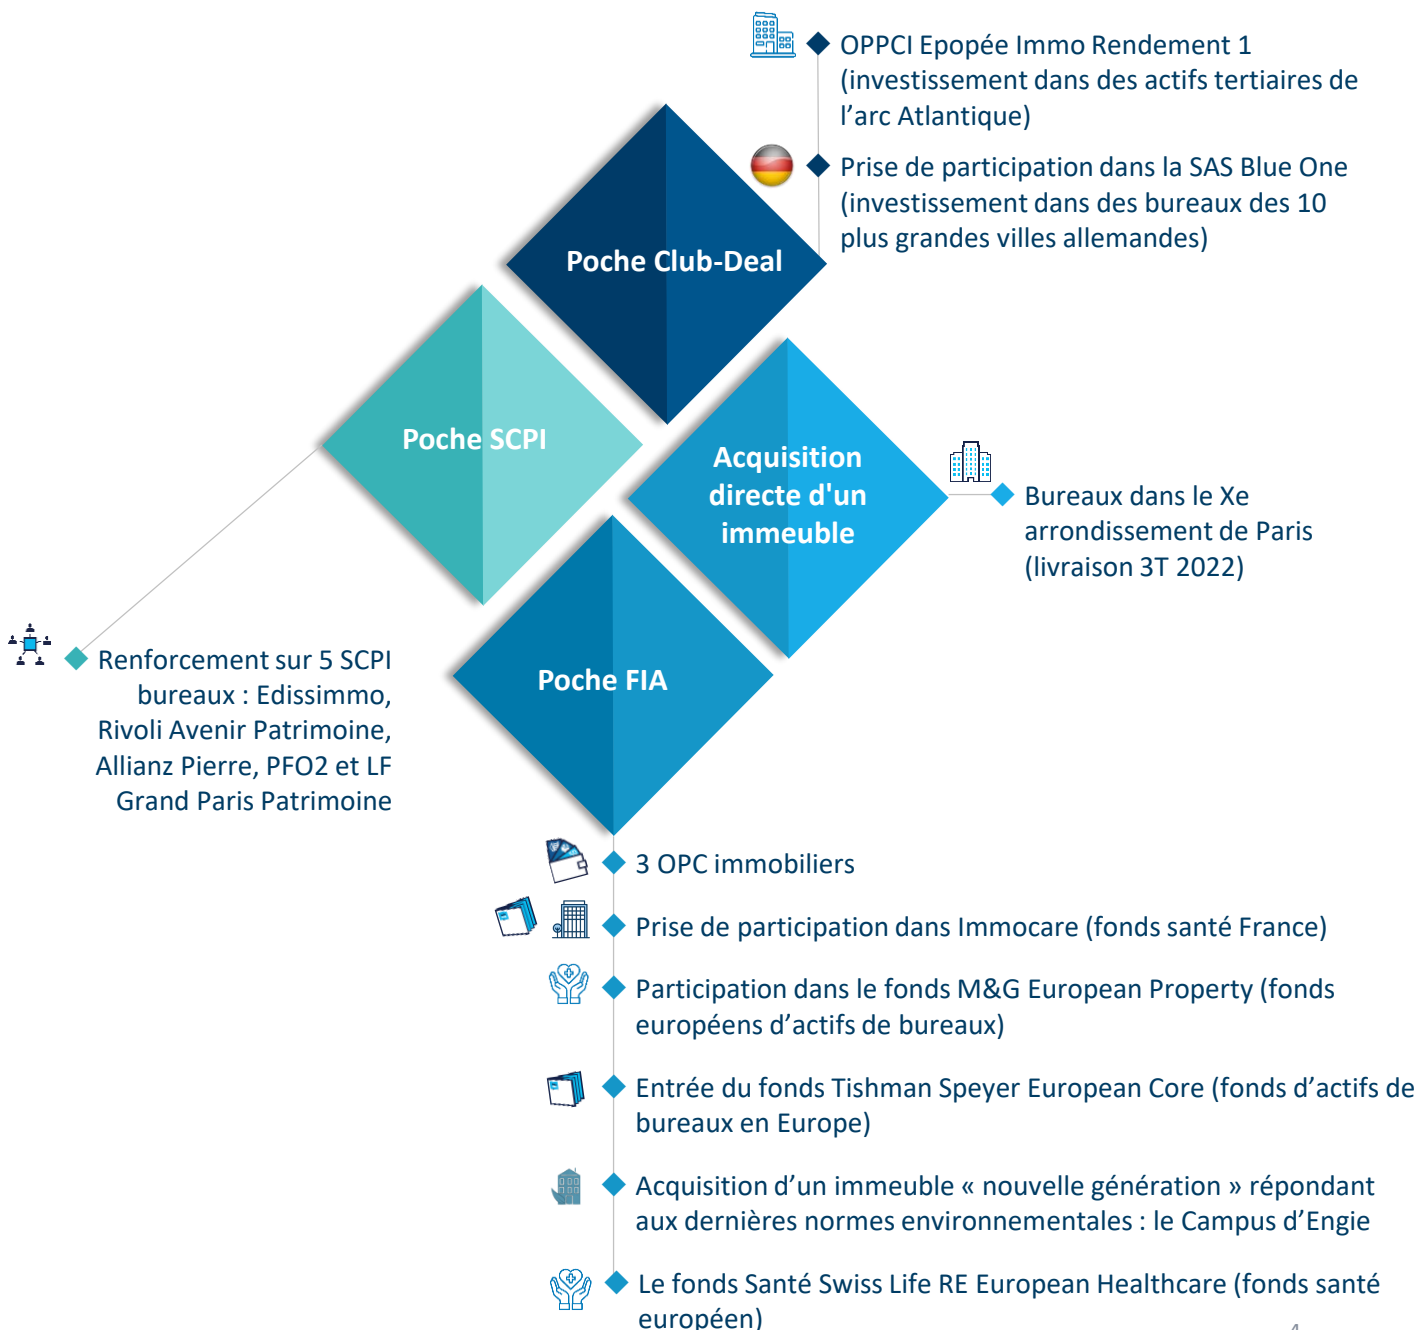 OPPCI Epopée Immo Rendement 1
(investissement dans des actifs tertiaires de
l’arc Atlantique)
Prise de participation dans la SAS Blue One
(investissement dans des bureaux des 10
plus grandes villes allemandes)
Poche Club-Deal
Poche SCPI
Acquisition
directe d'un
immeuble
Bureaux dans le Xe
arrondissement de Paris
(livraison 3T 2022)
Renforcement sur 5 SCPI
bureaux : Edissimmo,
Rivoli Avenir Patrimoine,
Allianz Pierre, PFO2 et LF
Grand Paris Patrimoine
Poche FIA
3 OPC immobiliers
Prise de participation dans Immocare (fonds santé France)
Participation dans le fonds M&G European Property (fonds
européens d’actifs de bureaux)
Entrée du fonds Tishman Speyer European Core (fonds d’actifs de
bureaux en Europe)
Acquisition d’un immeuble « nouvelle génération » répondant
aux dernières normes environnementales : le Campus d’Engie
Le fonds Santé Swiss Life RE European Healthcare (fonds santé
européen)